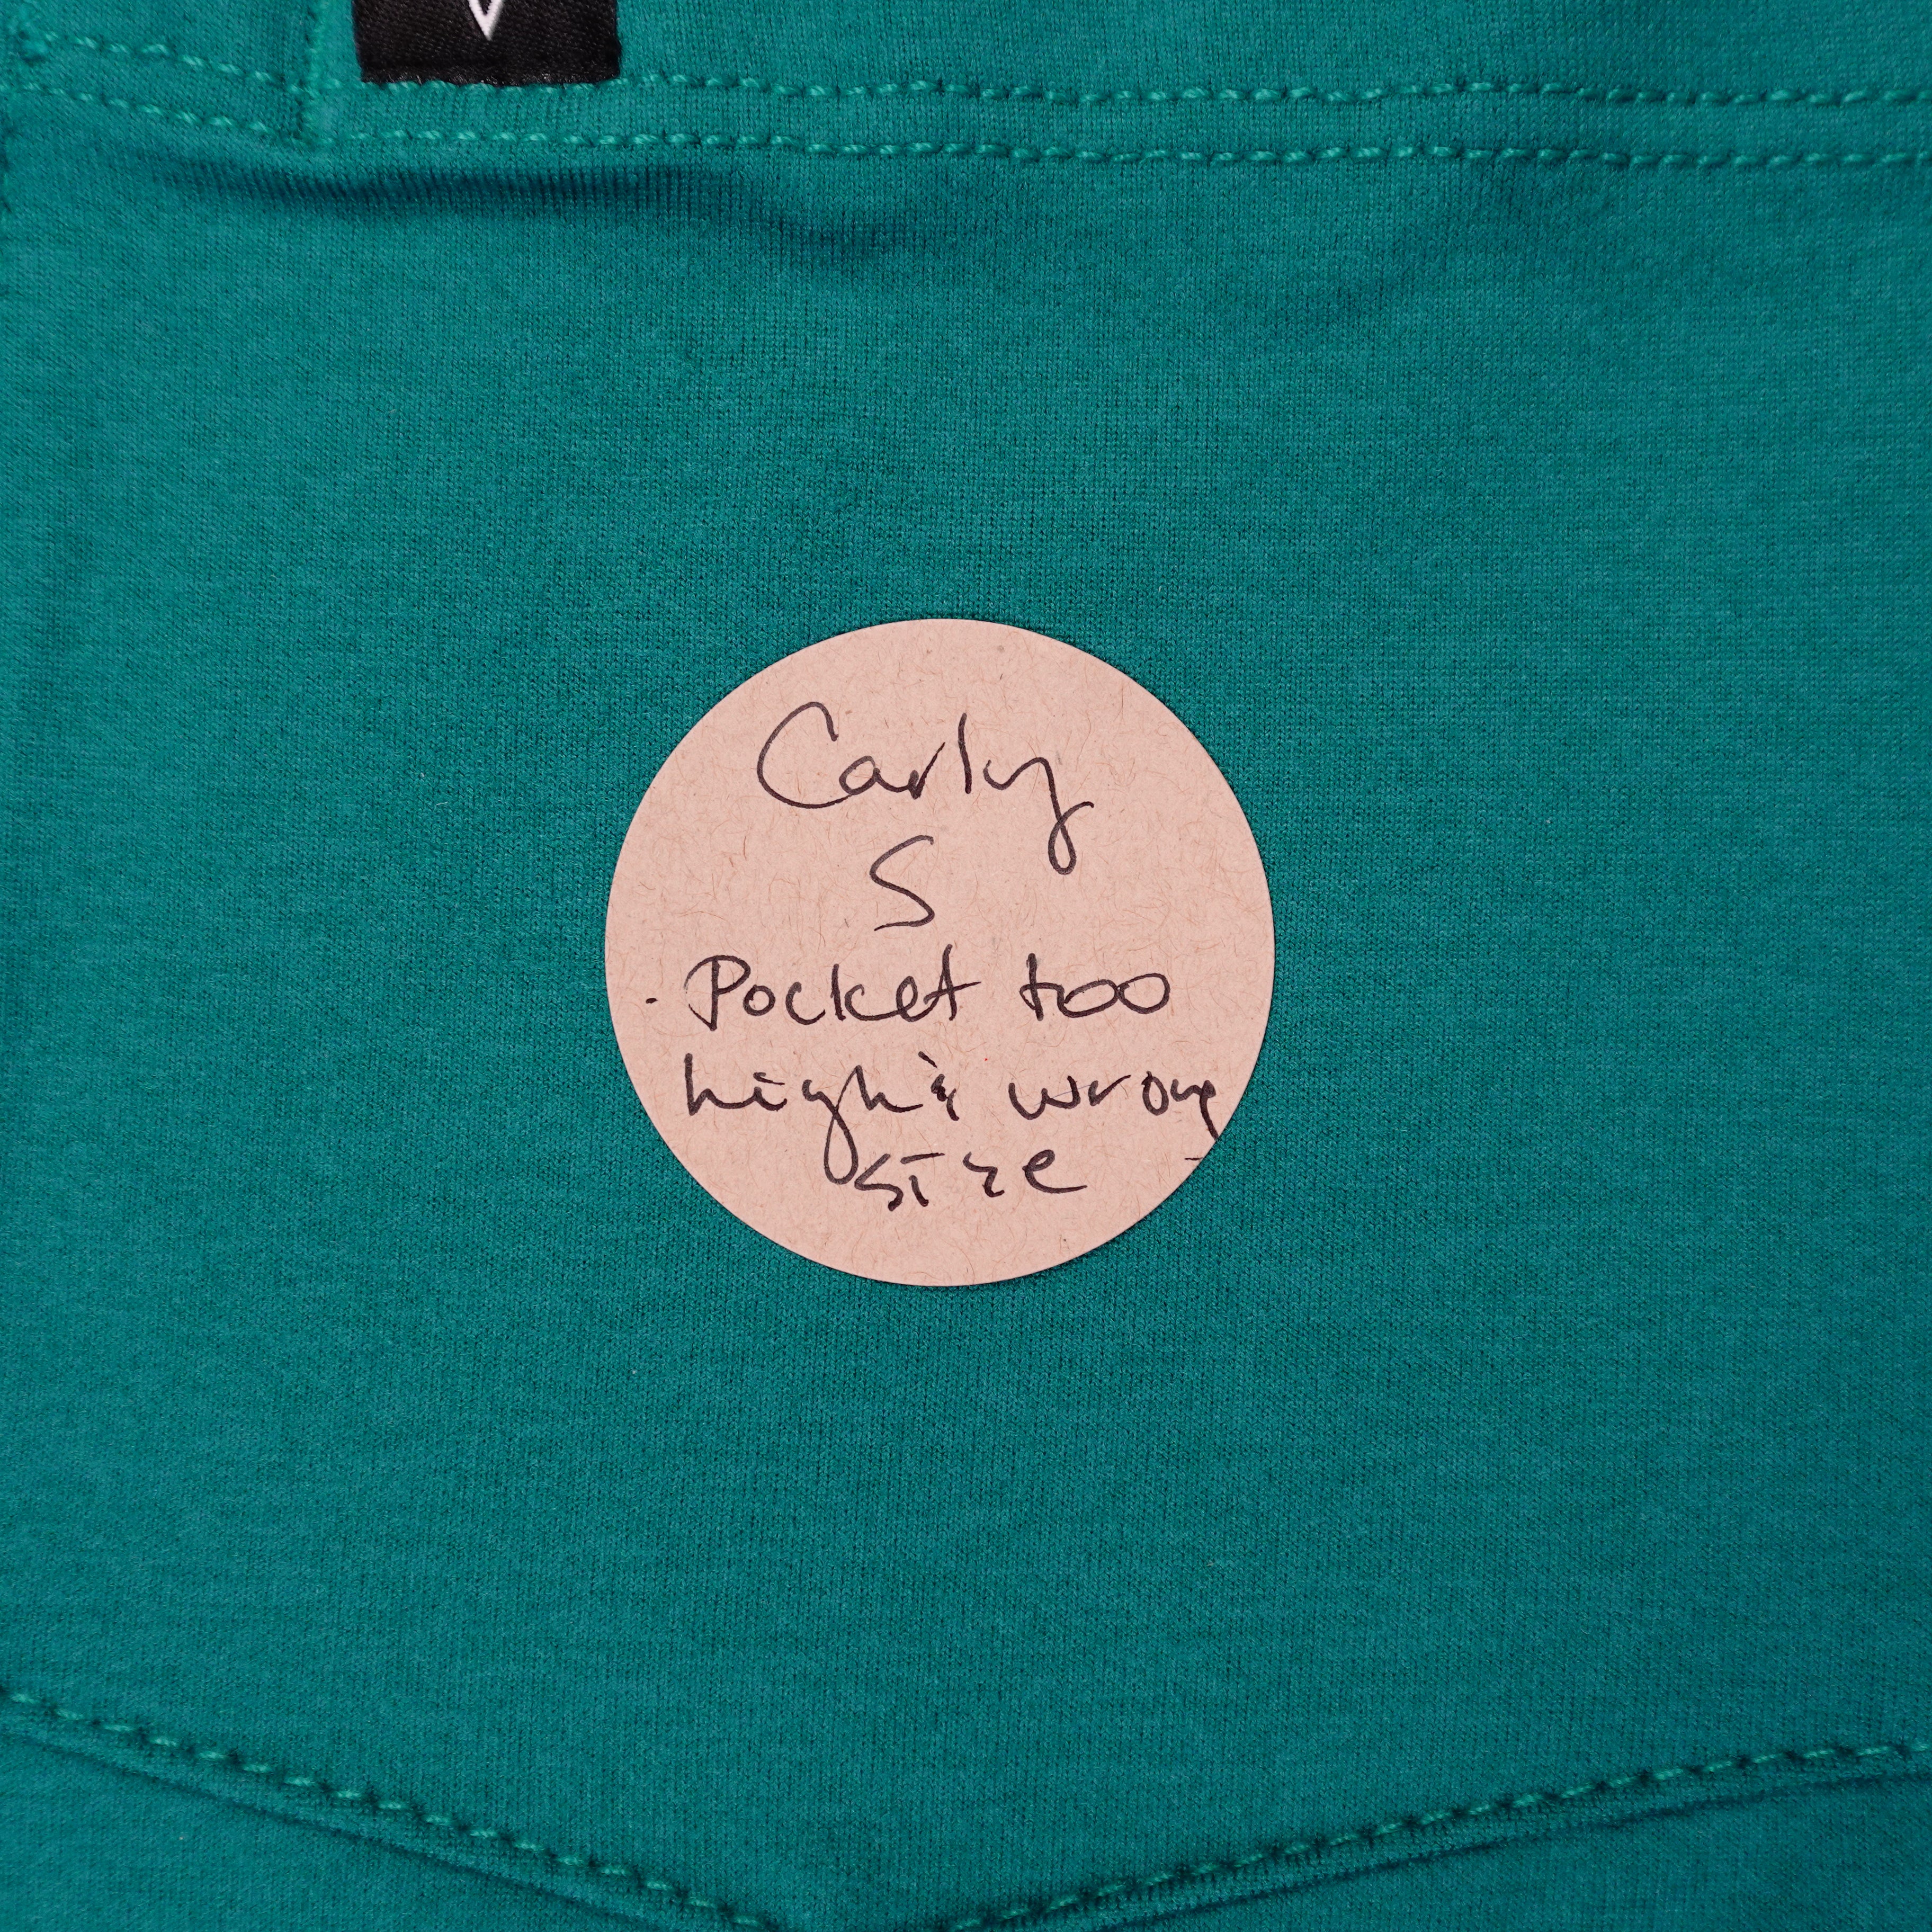 Carly
S
. Pocket too
high & wrong
size